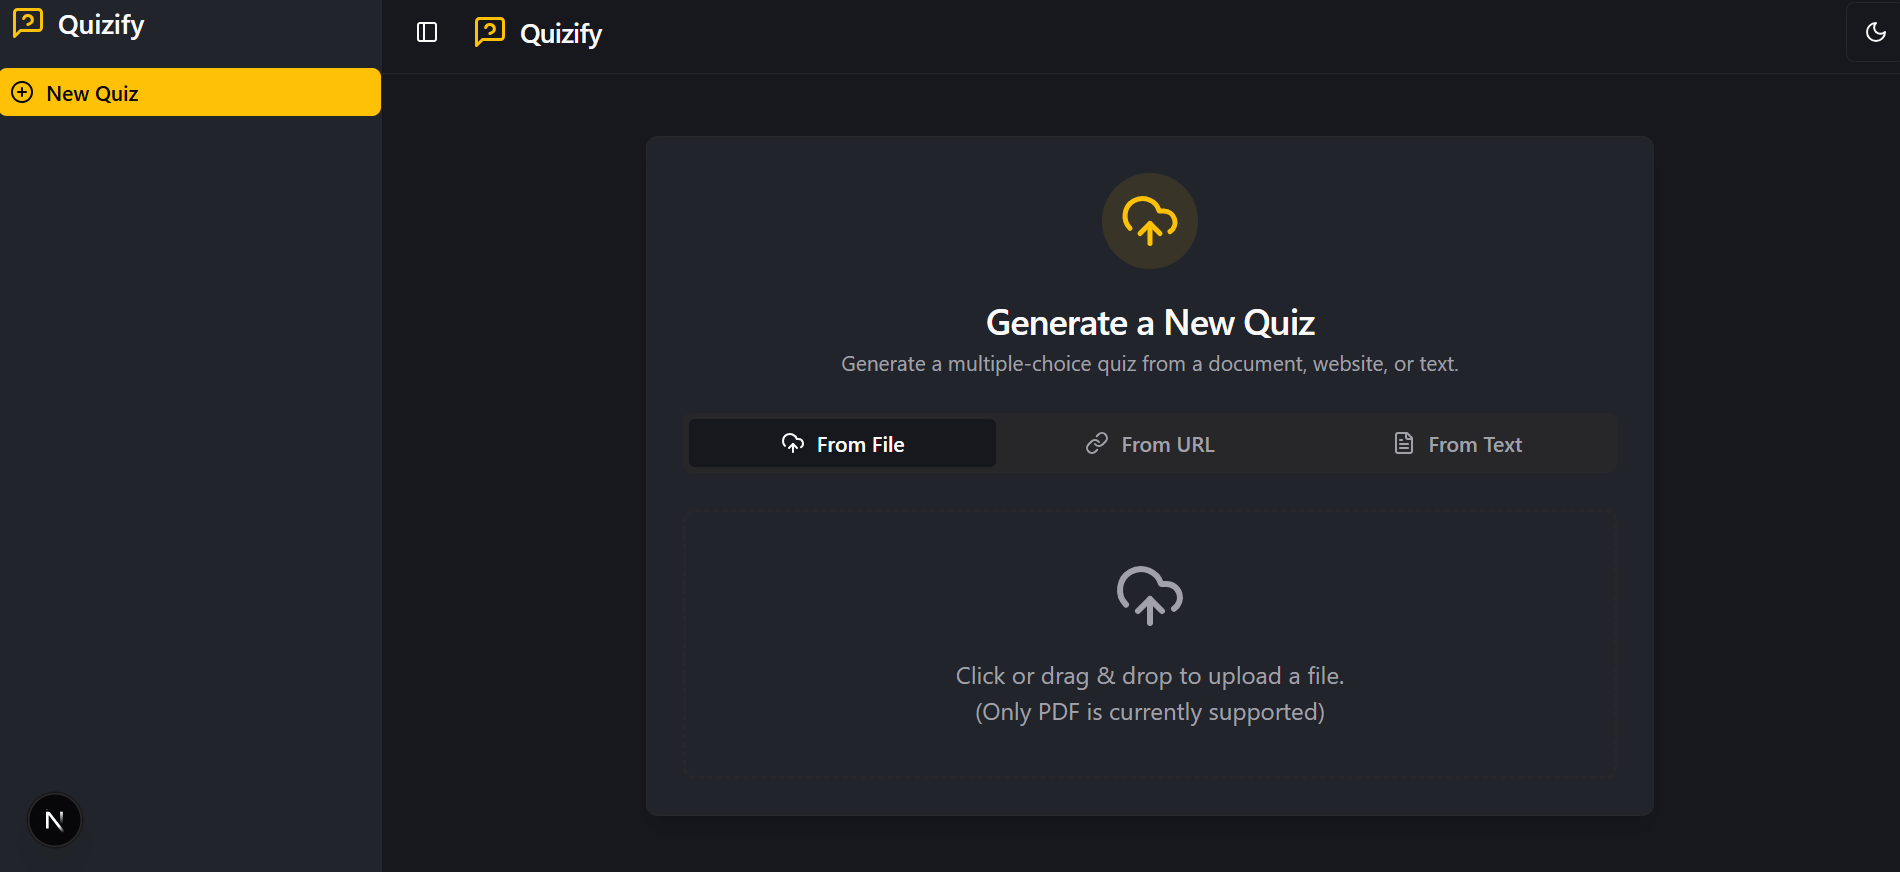 Quizify
New Quiz
Quizify
Generate a New Quiz
Generate a multiple-choice quiz from a document, website, or text.
From File
From URL
From Text
Click or drag & drop to upload a file.
(Only PDF is currently supported)
N